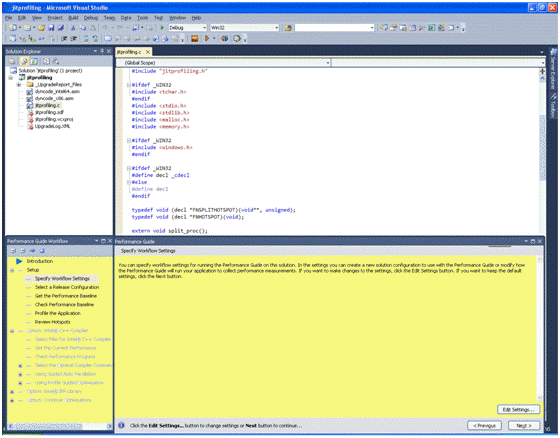 jitprofiling - Microsoft Visual Studio
File Edit View Project Build Debug Team Data Tools Test Window Help
Debug Win32
Solution Explorer
Solution 'jitprofiling' (1 project)
jitprofiling
_UpgradeReport_Files
dyncode_intel64.asm
dyncode_x86.asm
jitprofiling.c
jitprofiling.sdf
jitprofiling.vcxproj
UpgradeLog.XML
jitprofiling.c
(Global Scope)
#include "jitprofiling.h"
#ifdef _WIN32
#include <tchar.h>
#endif
#include <stdio.h>
#include <stdlib.h>
#include <malloc.h>
#include <memory.h>
#ifdef _WIN32
#include <windows.h>
#endif
#ifdef _WIN32
#define decl _cdecl
#else
#define decl
#endif
typedef void (decl *FNSPLITHOTSPOT)(void**, unsigned);
typedef void (decl *FNHOTSPOT)(void);
extern void split_proc();
Server Explorer
Toolbox
Performance Guide Workflow
Introduction
Setup
Specify Workflow Settings
Select a Release Configuration
Get the Performance Baseline
Check Performance Baseline
Profile the Application
Review Hotspots
Option: Intel® C++ Compiler
Select Files for Intel® C++ Compiler
Get the Current Performance
Check Performance Progress
Select the Optimal Compiler Command
Using Guided Auto Parallelism
Using Profile Guided Optimization
Option: Intel® IPP Library
Option: Continue Optimizations
Performance Guide
Specify Workflow Settings
You can specify workflow settings for running the Performance Guide on this solution. In the settings you can create a new solution configuration to use with the Performance Guide or modify how
the Performance Guide will run your application to collect performance measurements. If you want to make changes to the settings, click the Edit Settings button. If you want to keep the default
settings, click the Next button.
Edit Settings...
Click the Edit Settings... button to change settings or Next button to continue...
< Previous Next >